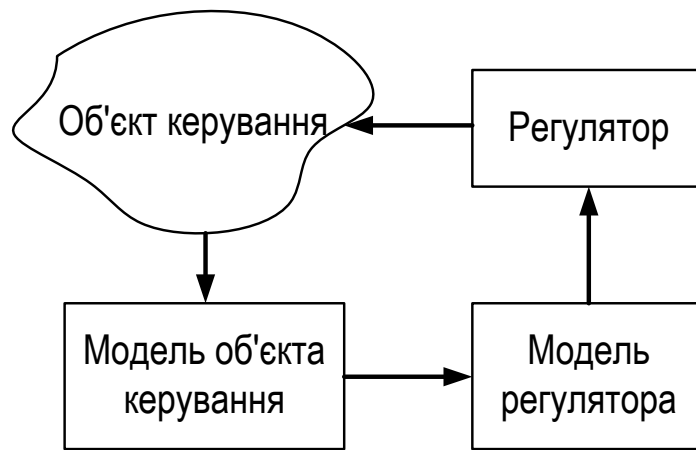 Об'єкт керування
Регулятор
Модель об'єкта
керування
Модель
регулятора